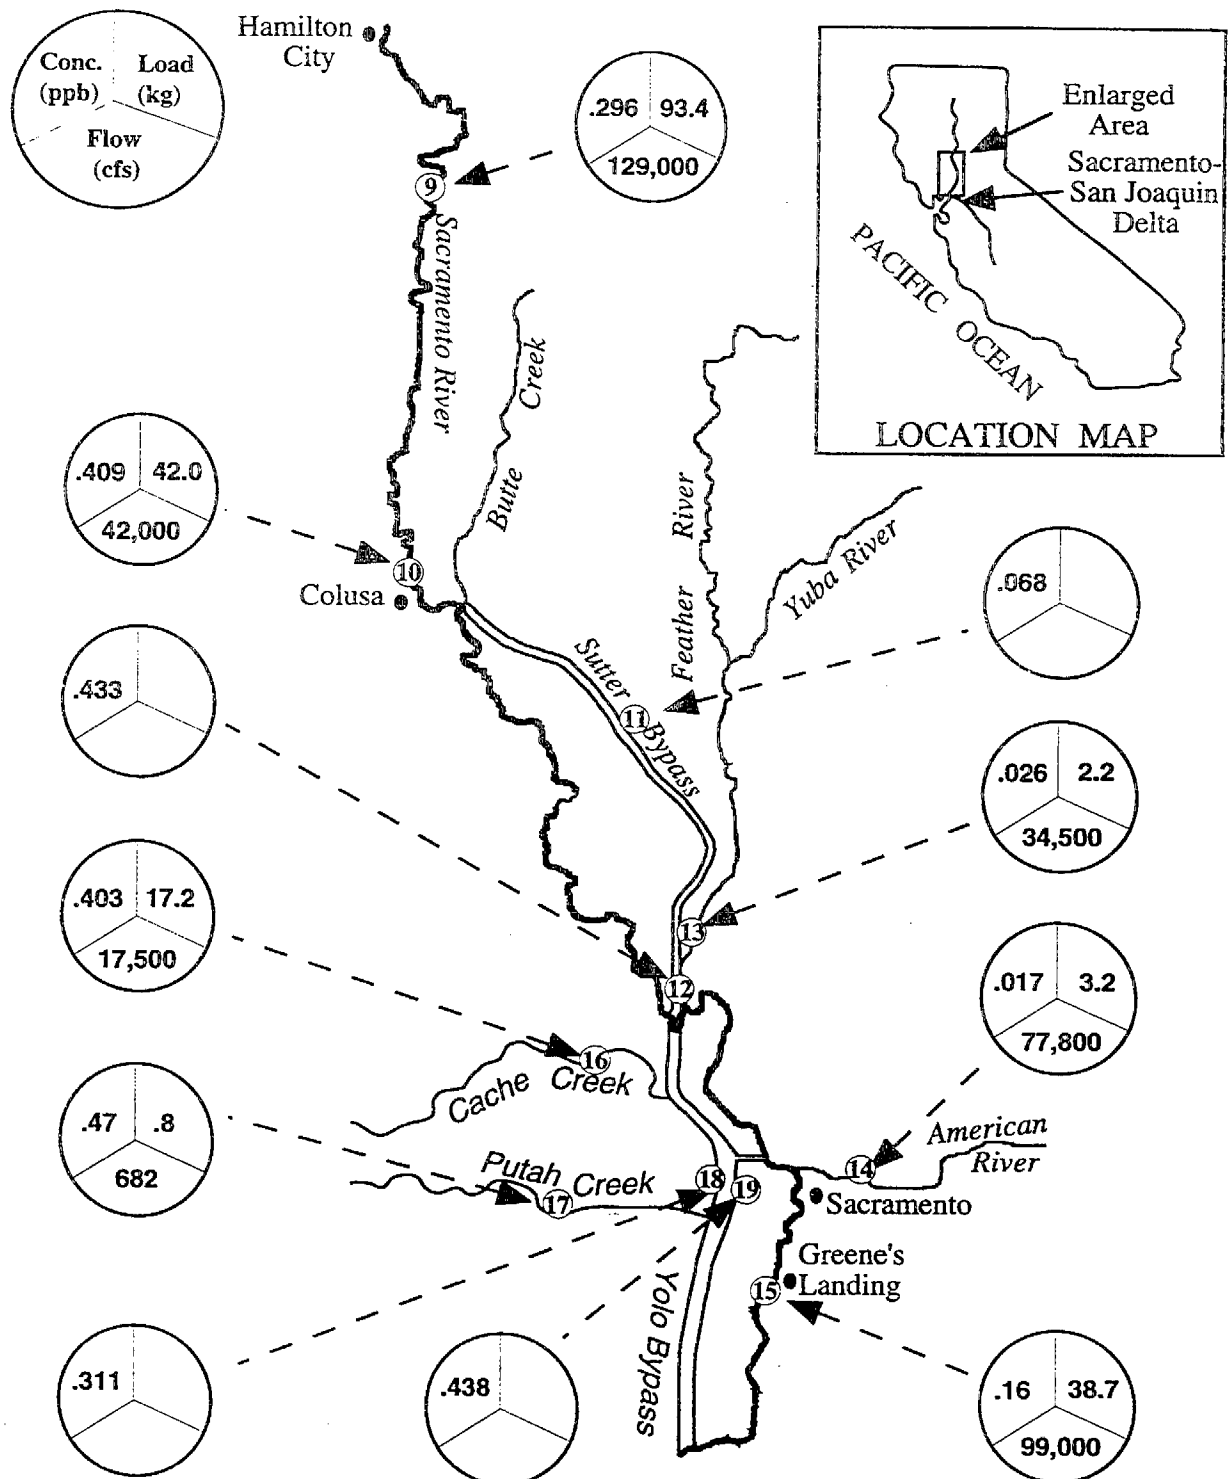 Hamilton
City
Conc.
(ppb)
Load
(kg)
Flow
(cfs)
.296
93.4
129,000
9
Enlarged
Area
Sacramento-
San Joaquin
Delta
PACIFIC OCEAN
LOCATION MAP
Sacramento River
Butte Creek
Feather River
Yuba River
.409
42.0
42,000
10
Colusa
.068
Sutter Bypass
11
.433
.026
2.2
34,500
13
.403
17.2
17,500
12
.017
3.2
77,800
16
Cache Creek
.47
.8
682
American
River
14
Putah Creek
17
18
19
Sacramento
Greene's
Landing
15
Yolo Bypass
.311
.438
.16
38.7
99,000